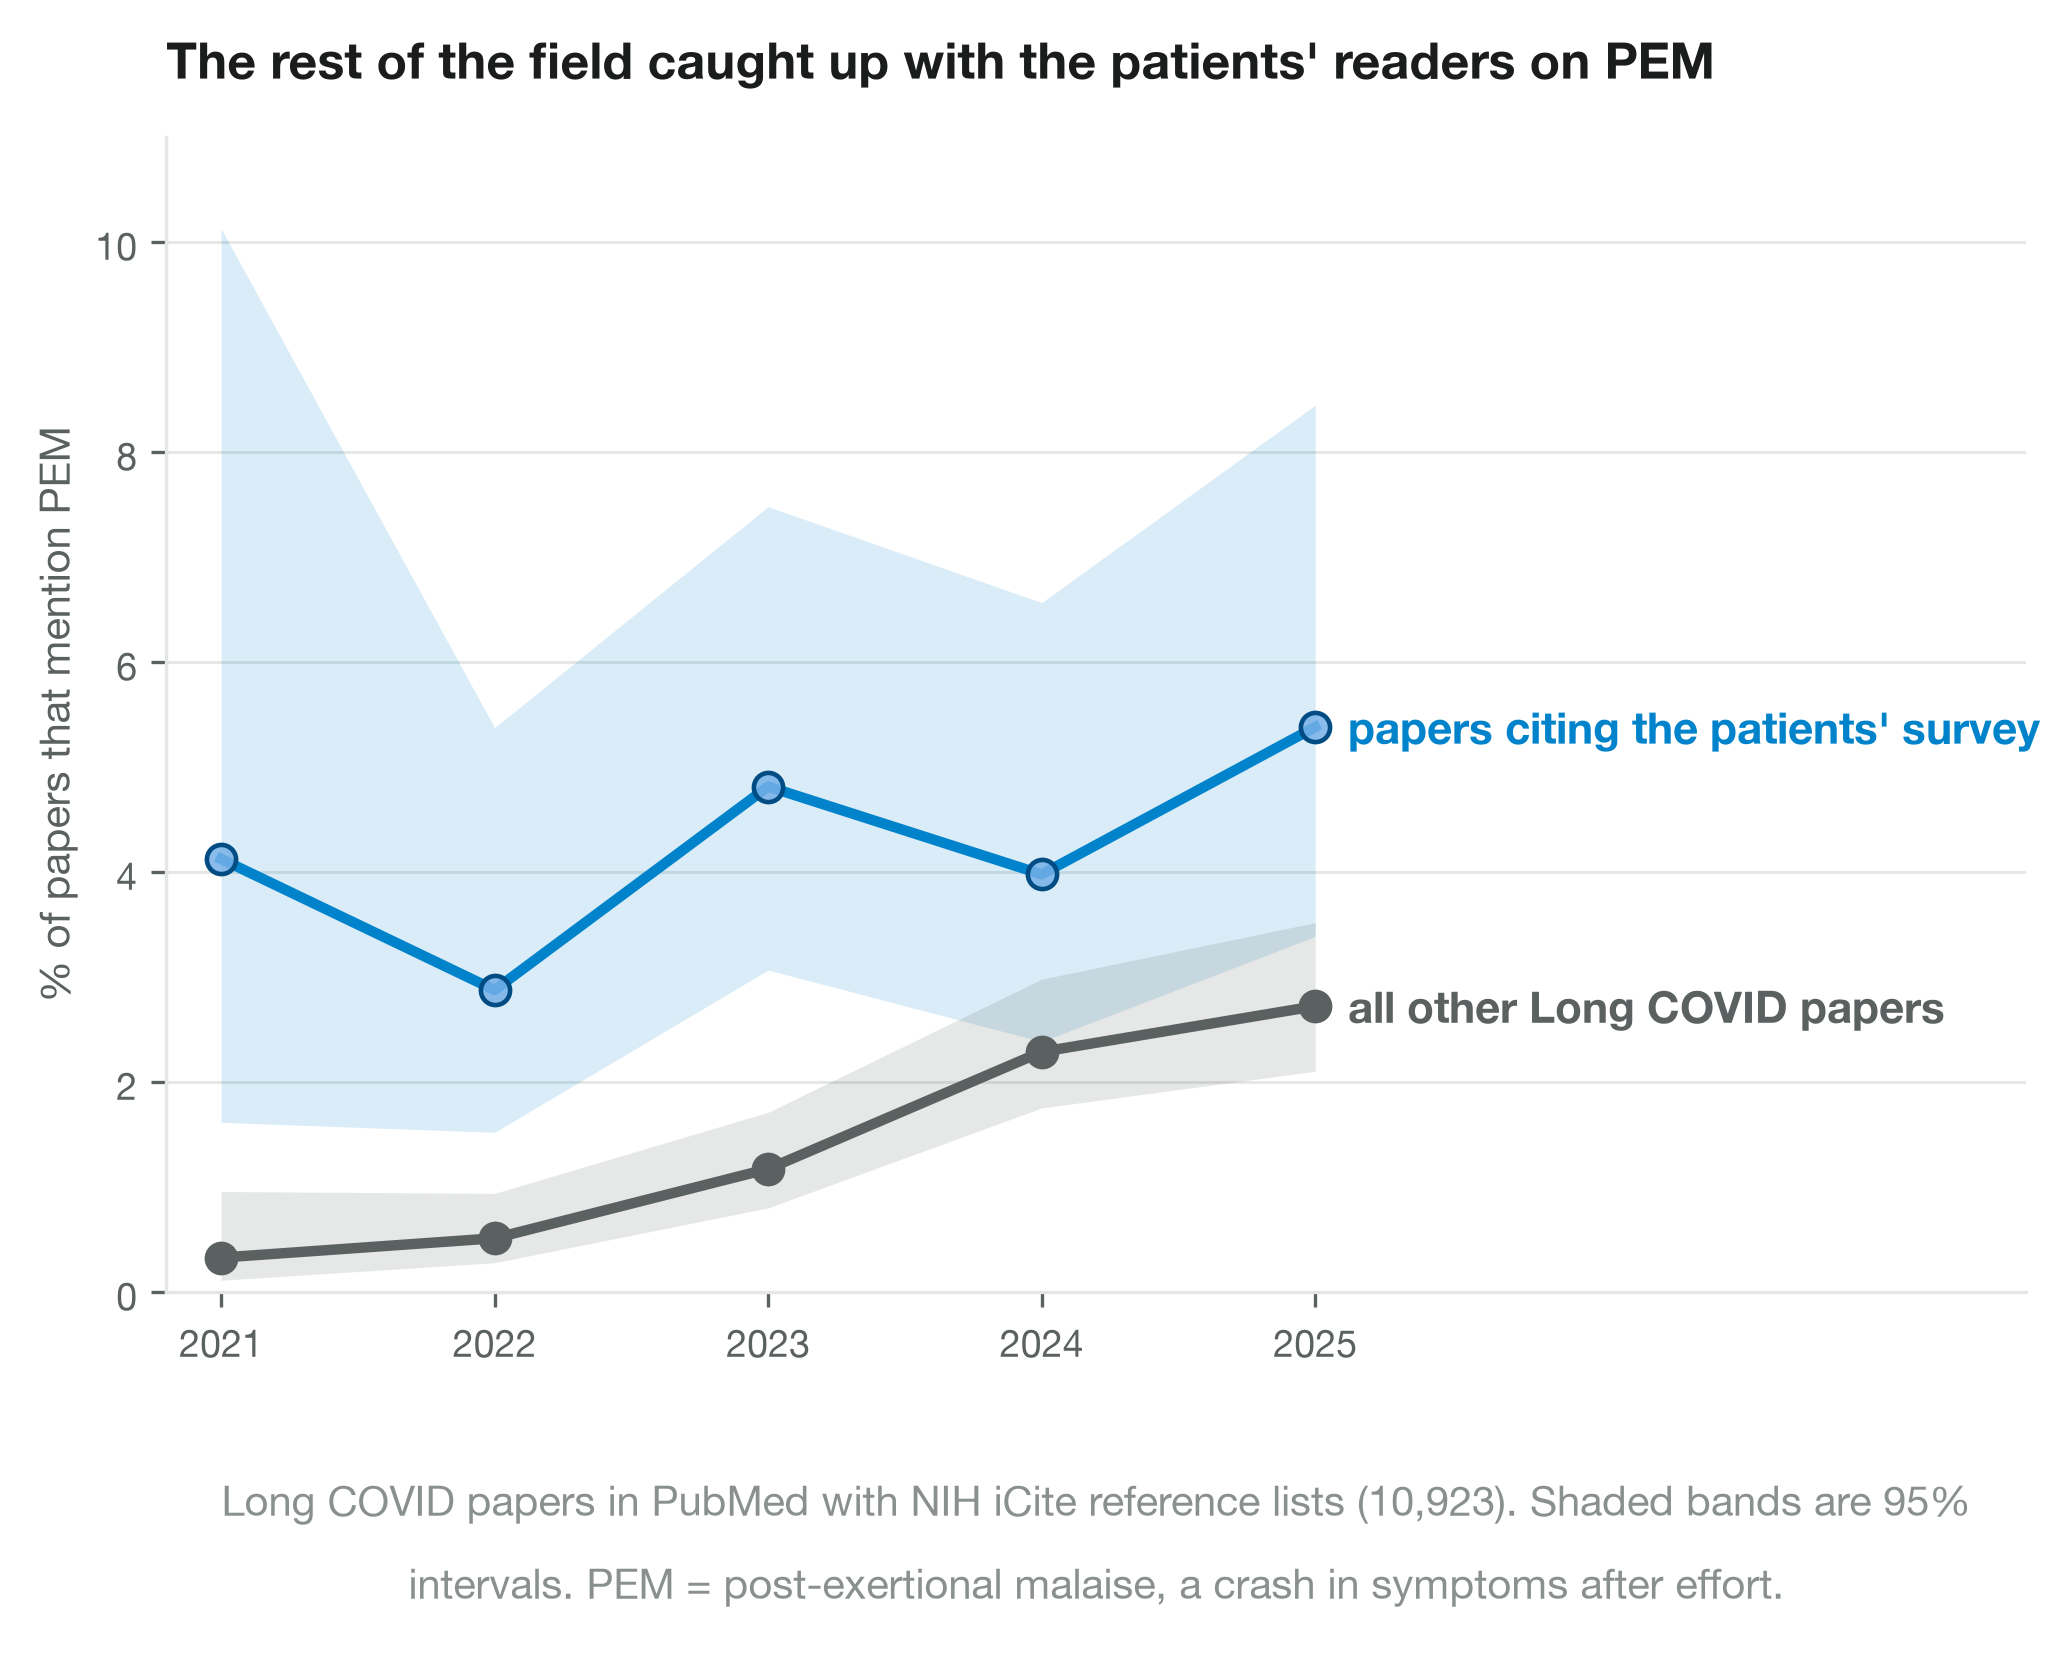 The rest of the field caught up with the patients' readers on PEM
% of papers that mention PEM
10
8
6
4
2
0
papers citing the patients' survey
all other Long COVID papers
2021 2022 2023 2024 2025
Long COVID papers in PubMed with NIH iCite reference lists (10,923). Shaded bands are 95%
intervals. PEM = post-exertional malaise, a crash in symptoms after effort.